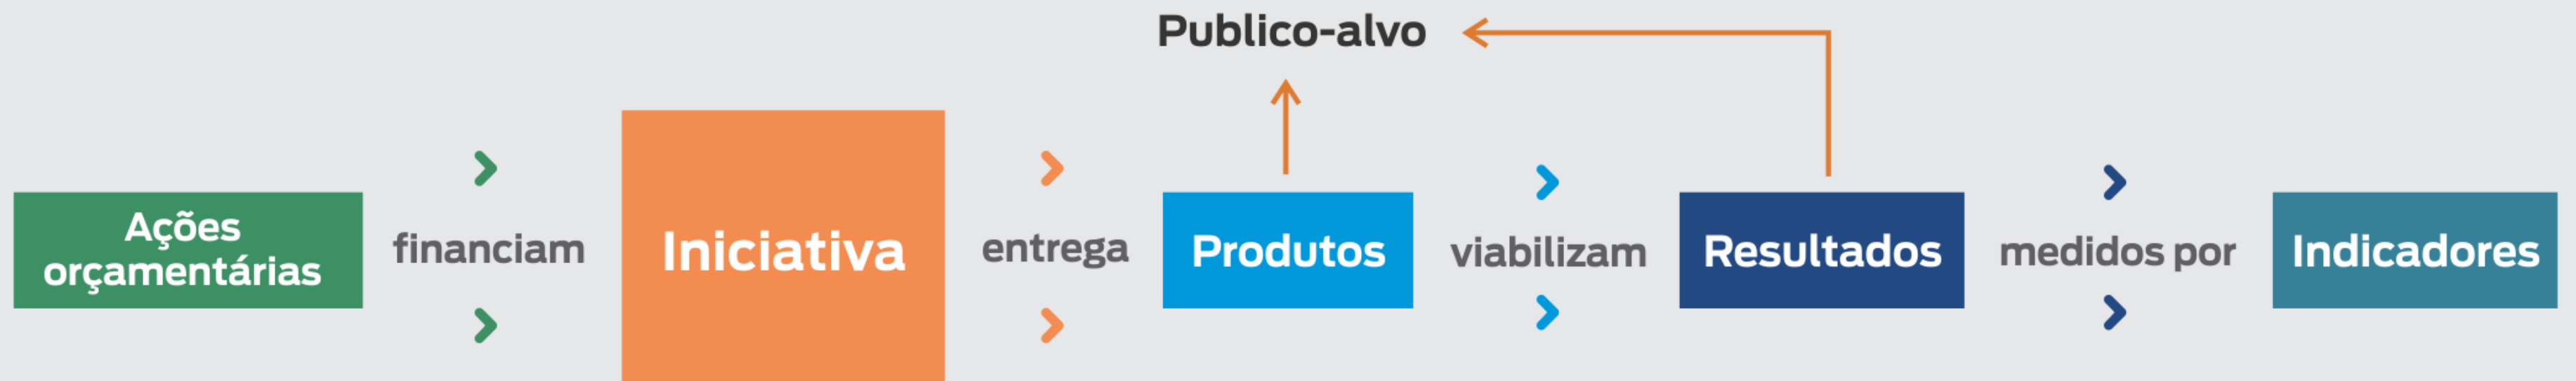 Publico-alvo
Ações
orçamentárias
financiam
Iniciativa
entrega
Produtos
viabilizam
Resultados
medidos por
Indicadores